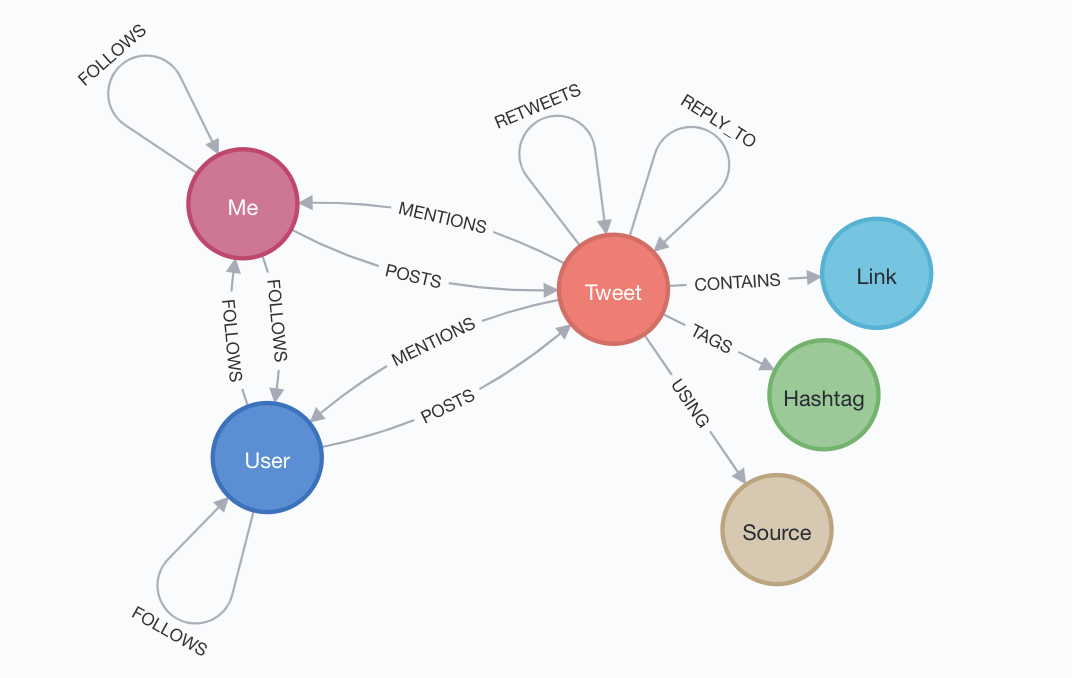 FOLLOWS
RETWEETS
REPLY_TO
Me
MENTIONS
POSTS
Tweet
CONTAINS
Link
FOLLOWS
FOLLOWS
MENTIONS
TAGS
POSTS
USING
Hashtag
User
Source
FOLLOWS